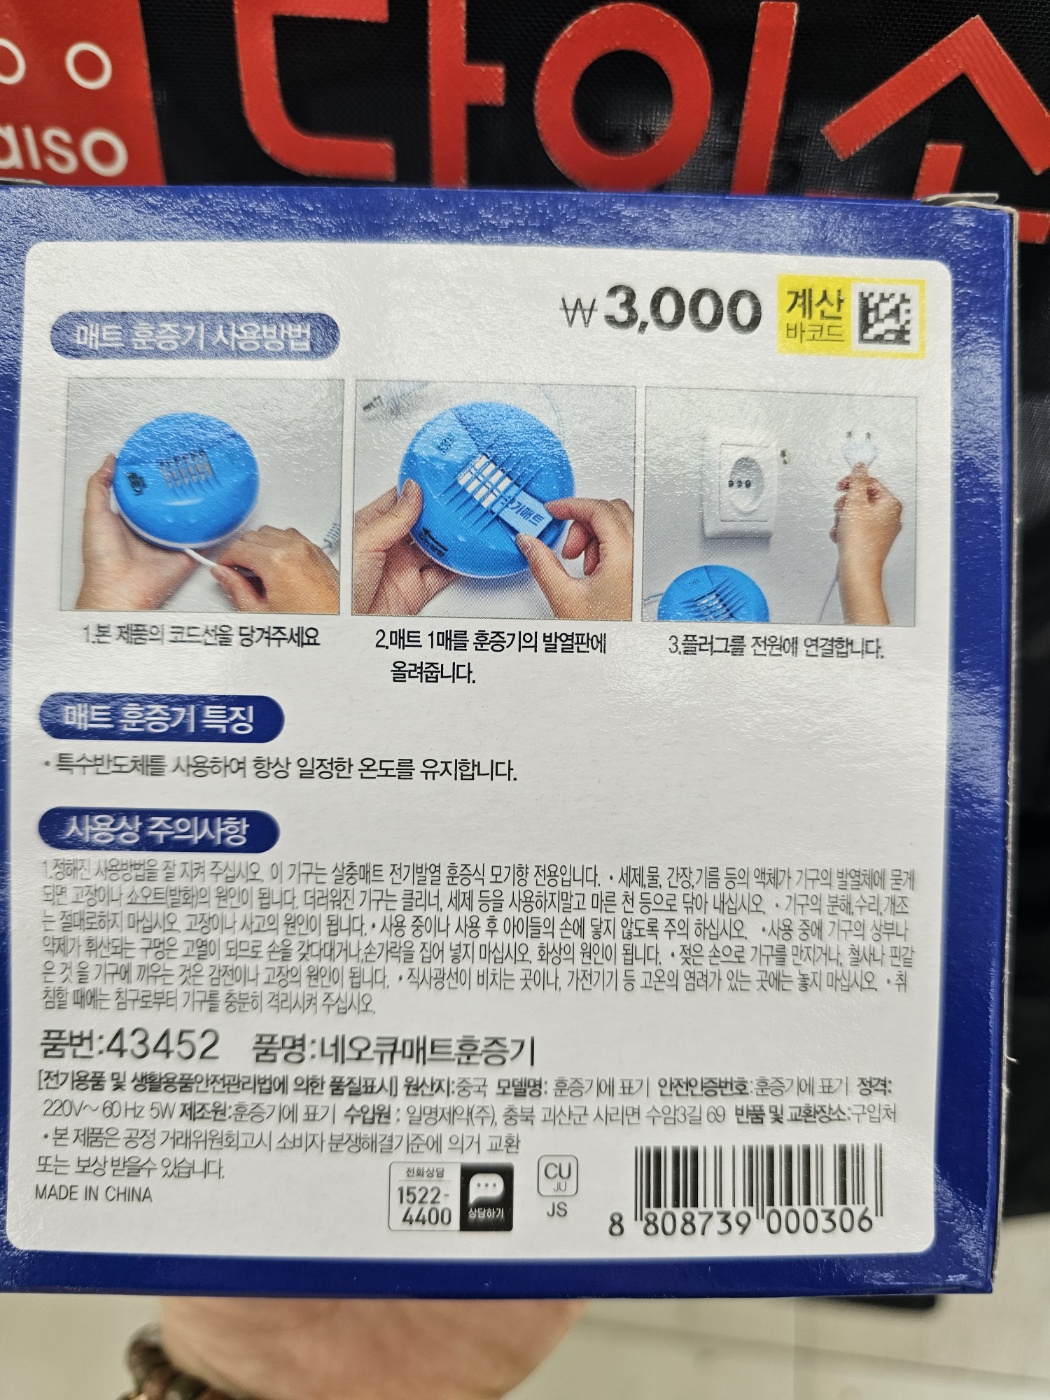 다이소
aiso
₩3,000
계산
바코드
매트 훈증기 사용방법
전기매트
1.본 제품의 코드선을 당겨주세요
2.매트 1매를 훈증기의 발열판에
올려줍니다.
3.플러그를 전원에 연결합니다.
매트 훈증기 특징
• 특수반도체를 사용하여 항상 일정한 온도를 유지합니다.
사용상 주의사항
1.정해진 사용방법을 잘 지켜 주십시오. 이 기구는 살충매트 전기발열 훈증식 모기향 전용입니다. • 세제,물, 간장,기름 등의 액체가 기구의 발열체에 묻게
되면 고장이나 쇼오트(발화)의 원인이 됩니다. 더러워진 기구는 클리너, 세제 등을 사용하지말고 마른 천 등으로 닦아 내십시오. • 기구의 분해,수리,개조
는 절대로하지 마십시오. 고장이나 사고의 원인이 됩니다. • 사용 중이나 사용 후 아이들의 손에 닿지 않도록 주의 하십시오. • 사용 중에 기구의 상부나
약제가 휘산되는 구멍은 고열이 되므로 손을 갖다대거나,손가락을 집어 넣지 마십시오. 화상의 원인이 됩니다. • 젖은 손으로 기구를 만지거나, 철사나 핀같
은 것 을 기구에 끼우는 것은 감전이나 고장의 원인이 됩니다. • 직사광선이 비치는 곳이나, 가전기기 등 고온의 염려가 있는 곳에는 놓지 마십시오. • 취
침할 때에는 침구로부터 기구를 충분히 격리시켜 주십시오.
품번:43452 품명:네오큐매트훈증기
[전기용품 및 생활용품안전관리법에 의한 품질표시] 원산지:중국 모델명: 훈증기에 표기 안전인증번호:훈증기에 표기 정격:
220V~ 60Hz 5W 제조원:훈증기에 표기 수입원 : 일명제약(주), 충북 괴산군 사리면 수암3길 69 반품 및 교환장소:구입처
• 본 제품은 공정 거래위원회고시 소비자 분쟁해결기준에 의거 교환
또는 보상 받을수 있습니다.
MADE IN CHINA
전화상담
1522-
4400
상담하기
CU
JU
JS
8 808739 000306